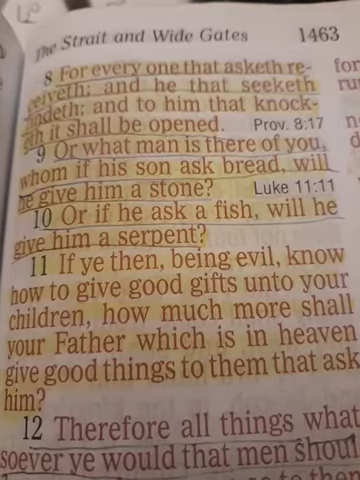 The Strait and Wide Gates 1463
8 For every one that asketh re-
ceiveth; and he that seeketh
findeth; and to him that knock-
eth it shall be opened. Prov. 8:17
9 Or what man is there of you,
whom if his son ask bread, will
he give him a stone? Luke 11:11
10 Or if he ask a fish, will he
give him a serpent?
11 If ye then, being evil, know
how to give good gifts unto your
children, how much more shall
your Father which is in heaven
give good things to them that ask
him?
12 Therefore all things what
soever ye would that men shoul
to them
for